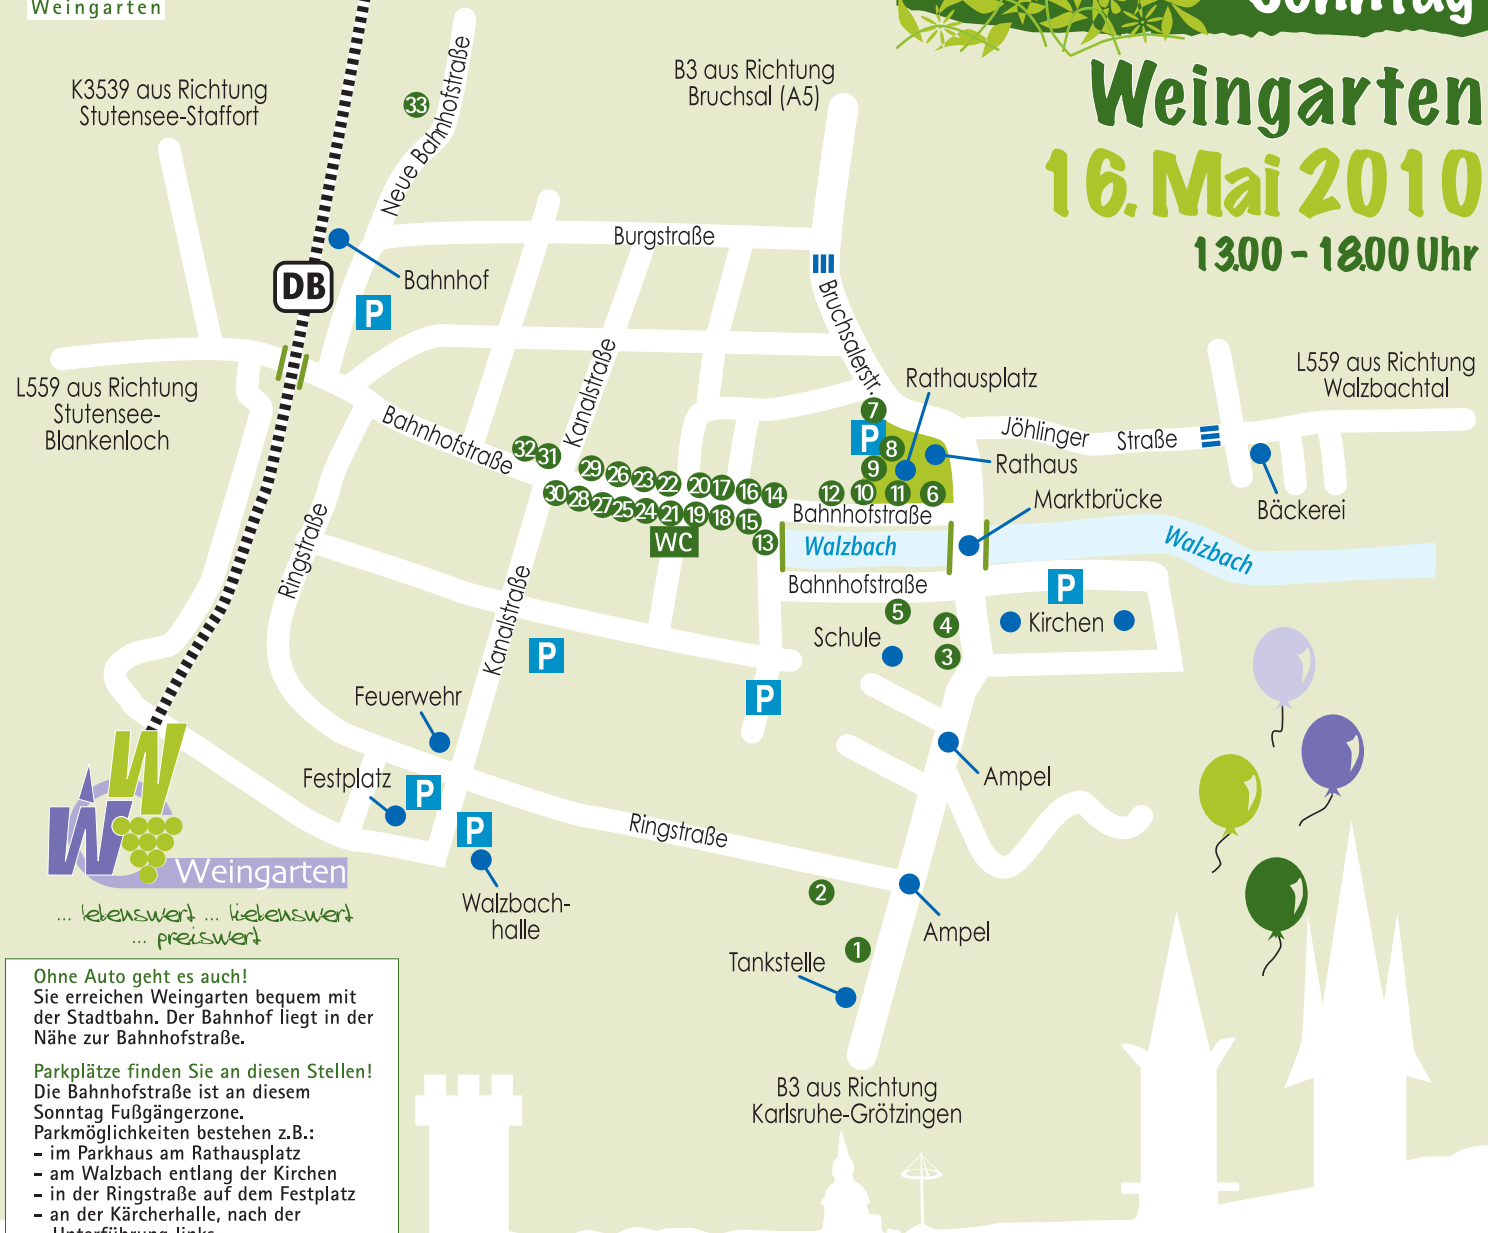 Weingarten
Sonntag
Weingarten
16. Mai 2010
13.00 - 18.00 Uhr
K3539 aus Richtung
Stutensee-Staffort
33
Neue Bahnhofstraße
B3 aus Richtung
Bruchsal (A5)
Burgstraße
Bahnhof
DB
P
Bruchsalerstr.
L559 aus Richtung
Stutensee-
Blankenloch
L559 aus Richtung
Walzbachtal
Rathausplatz
Kanalstraße
Bahnhofstraße
7
P
8
9
Jöhlinger Straße
Rathaus
Bäckerei
Marktbrücke
32 31 29 26 23 22 20 17 16 14 12 10 11 6
30 28 27 25 24 21 19 18 15 13
Bahnhofstraße
WC
Walzbach
Walzbach
Bahnhofstraße
Ringstraße
Kanalstraße
P
5
4
3
Schule
Kirchen
P
P
Feuerwehr
Festplatz
P
P
Ampel
Ringstraße
W
W
Weingarten
... lebenswert ... liebenswert
... preiswert
Walzbach-
halle
2
Ampel
1
Tankstelle
B3 aus Richtung
Karlsruhe-Grötzingen
Ohne Auto geht es auch!
Sie erreichen Weingarten bequem mit
der Stadtbahn. Der Bahnhof liegt in der
Nähe zur Bahnhofstraße.
Parkplätze finden Sie an diesen Stellen!
Die Bahnhofstraße ist an diesem
Sonntag Fußgängerzone.
Parkmöglichkeiten bestehen z.B.:
- im Parkhaus am Rathausplatz
- am Walzbach entlang der Kirchen
- in der Ringstraße auf dem Festplatz
- an der Kärcherhalle, nach der
Unterführung links